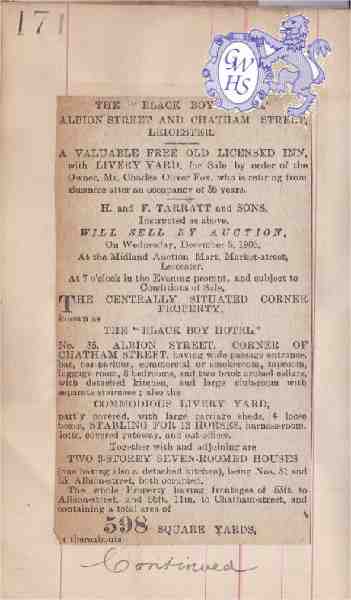 171
GW
HS
THE "BLACK BOY
ALBION STREET AND CHATHAM STREET,
LEICESTER.
A VALUABLE FREE OLD LICENSED INN,
with LIVERY YARD, for Sale by order of the
Owner, Mr. Charles Oliver Fox, who is retiring from
business after an occupancy of 36 years.
H. and F. TARRATT and SONS,
Instructed as above,
WILL SELL BY AUCTION,
On Wednesday, December 5, 1906,
At the Midland Auction Mart, Market-street,
Leicester.
At 7 o'clock in the Evening prompt, and subject to
Conditions of Sale,
THE CENTRALLY SITUATED CORNER
PROPERTY,
known as
THE "BLACK BOY HOTEL"
No. 35, ALBION STREET, CORNER OF
CHATHAM STREET, having wide passage entrance,
bar, bar-parlour, commercial or smokeroom, taproom,
luggage room, 8 bedrooms, and two brick arched cellars,
with detached kitchen, and large club-room with
separate staircase; also the
COMMODIOUS LIVERY YARD,
partly covered, with large carriage sheds, 4 loose
boxes, STABLING FOR 13 HORSES, harness-room,
lofts, covered gateway, and out-offices.
Together with and adjoining are
TWO 3-STOREY SEVEN-ROOMED HOUSES
(one having also a detached kitchen), being Nos. 31 and
Albion-street, both occupied.
The whole Property having frontages of 65ft. to
Albion-street, and 11in. to Chatham-street, and
containing a total area of
598 SQUARE YARDS,
thereabouts
Continued